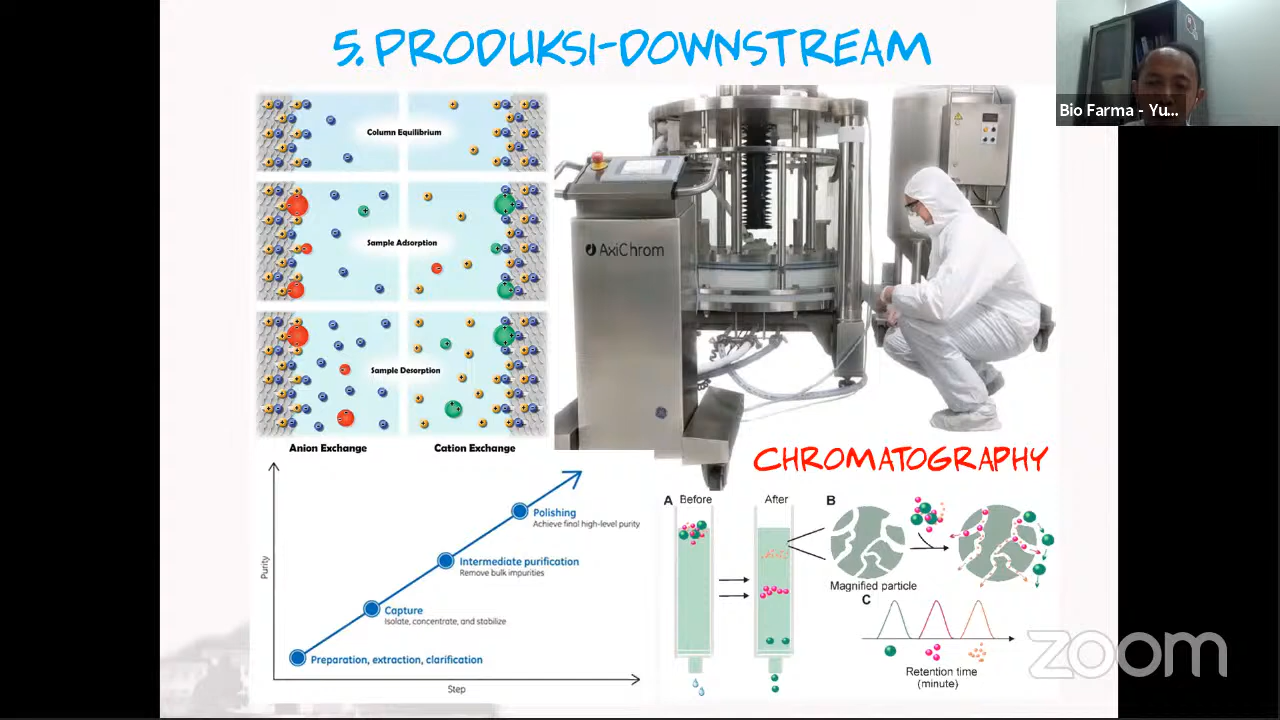 5. PRODUKSI-DOWNSTREAM
Bio Farma - Yu...
Column Equilibrium
Sample Adsorption
Sample Desorption
Anion Exchange
Cation Exchange
AxiChrom
CHROMATOGRAPHY
Purity
Polishing
Achieve final high-level purity
Intermediate purification
Remove bulk impurities
Capture
Isolate, concentrate, and stabilize
Preparation, extraction, clarification
Step
A
Before
After
B
Magnified particle
C
Retention time
(minute)
zoom